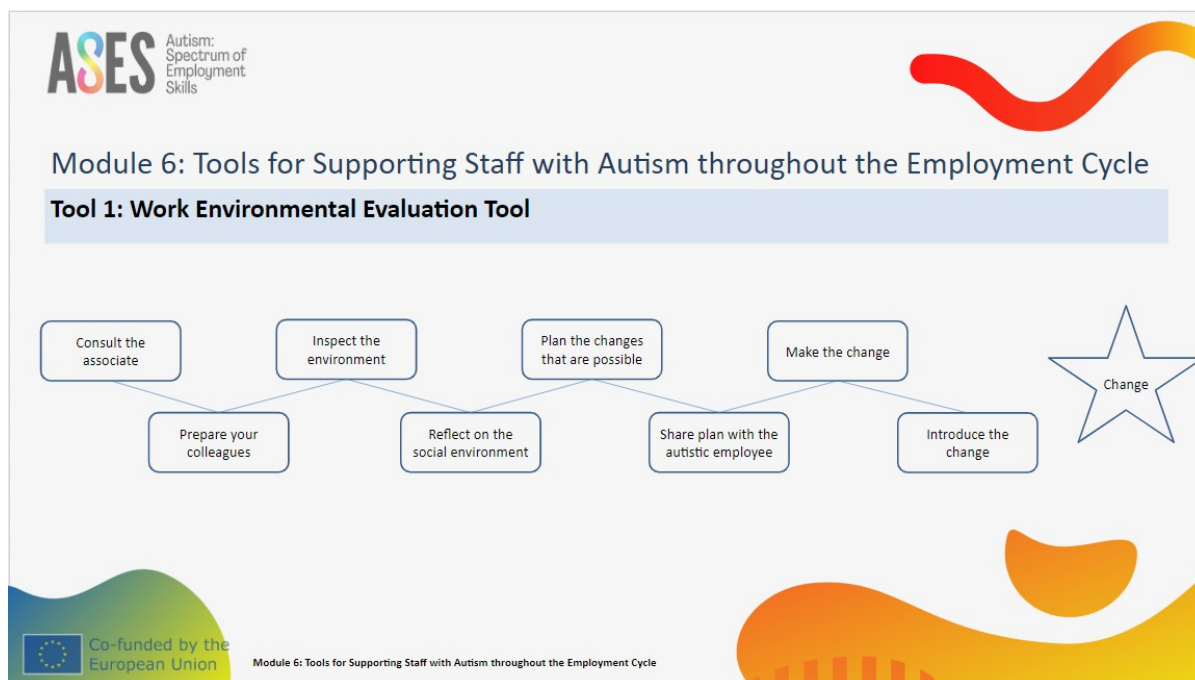 ASES
Autism:
Spectrum of
Employment
Skills
Module 6: Tools for Supporting Staff with Autism throughout the Employment Cycle
Tool 1: Work Environmental Evaluation Tool
Consult the
associate
Prepare your
colleagues
Inspect the
environment
Reflect on the
social environment
Plan the changes
that are possible
Share plan with the
autistic employee
Make the change
Introduce the
change
Change
Co-funded by the
European Union
Module 6: Tools for Supporting Staff with Autism throughout the Employment Cycle